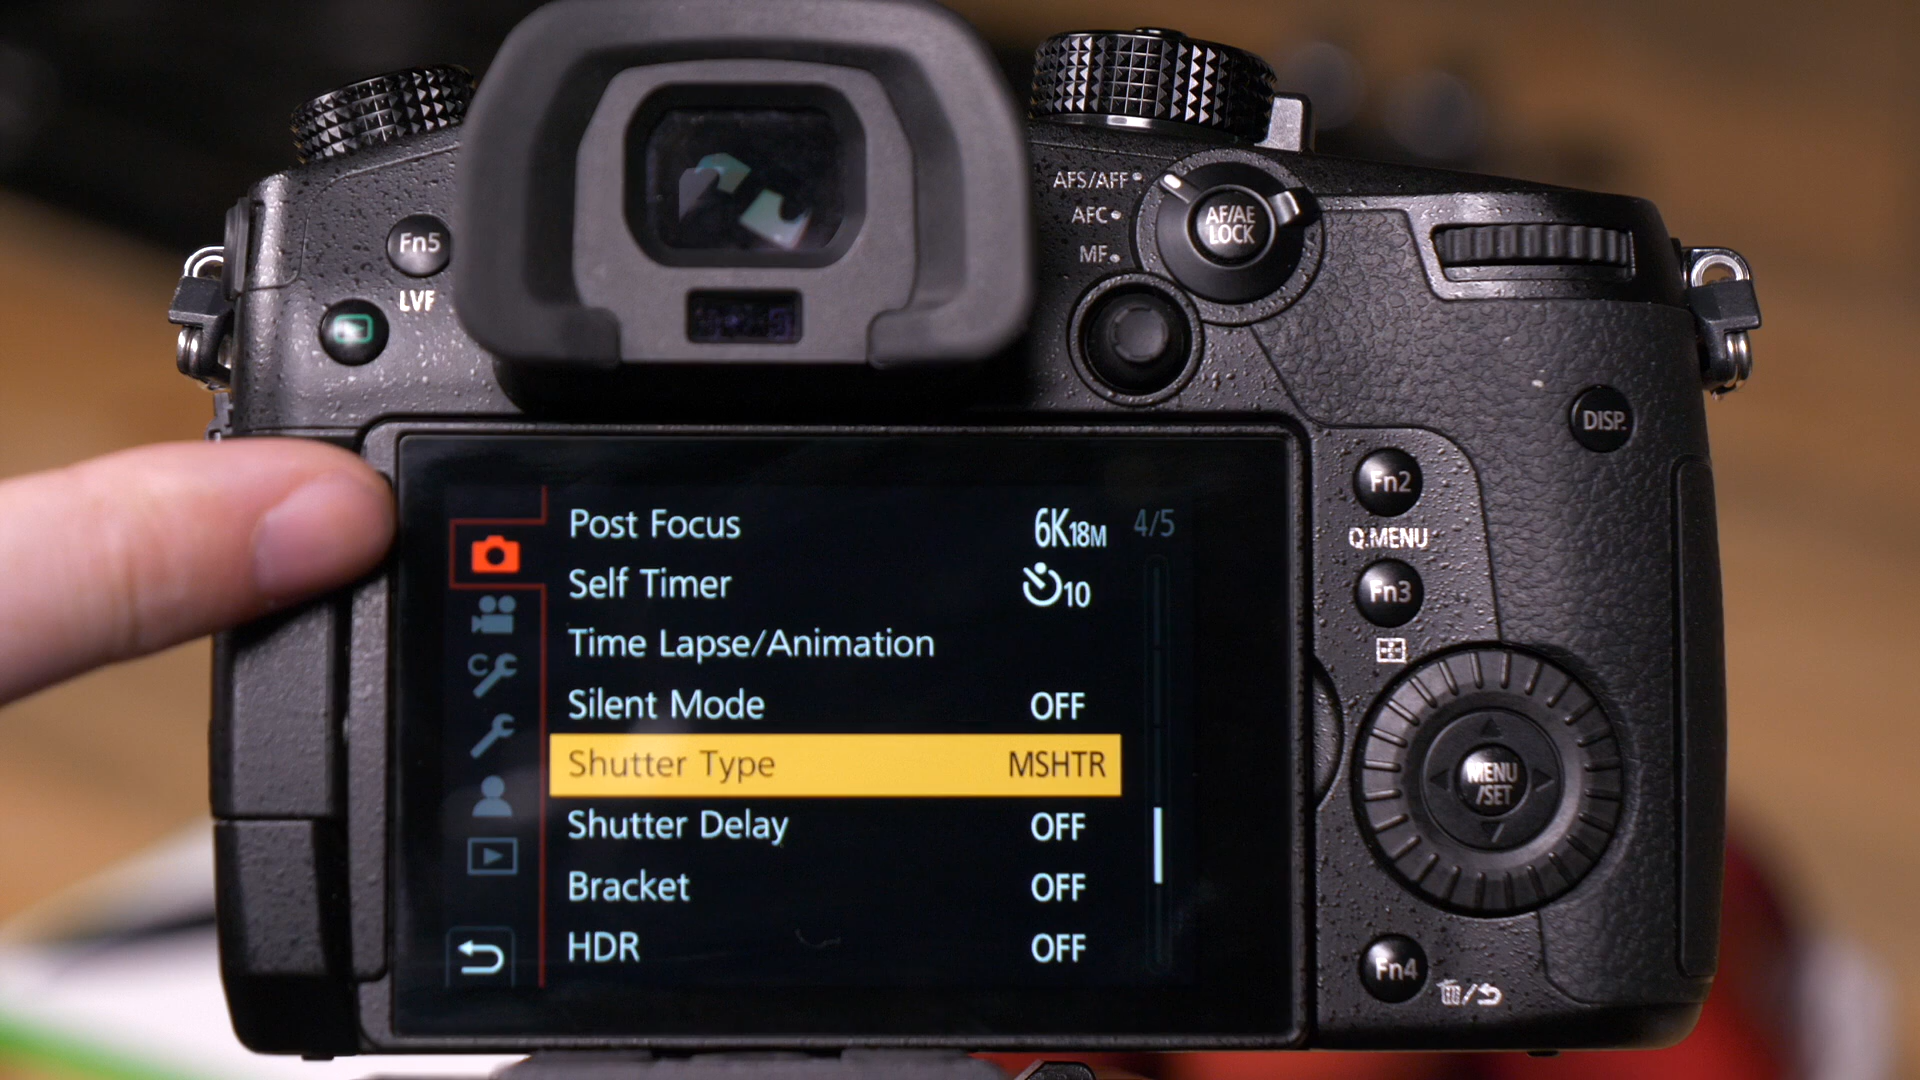 AFS/AFF
AFC
MF
AF/AE
LOCK
Fn5
LVF
DISP.
Fn2
Q.MENU
Fn3
MENU
/SET
Fn4
Post Focus 6K18M 4/5
Self Timer 10
Time Lapse/Animation
Silent Mode OFF
Shutter Type MSHTR
Shutter Delay OFF
Bracket OFF
HDR OFF
C